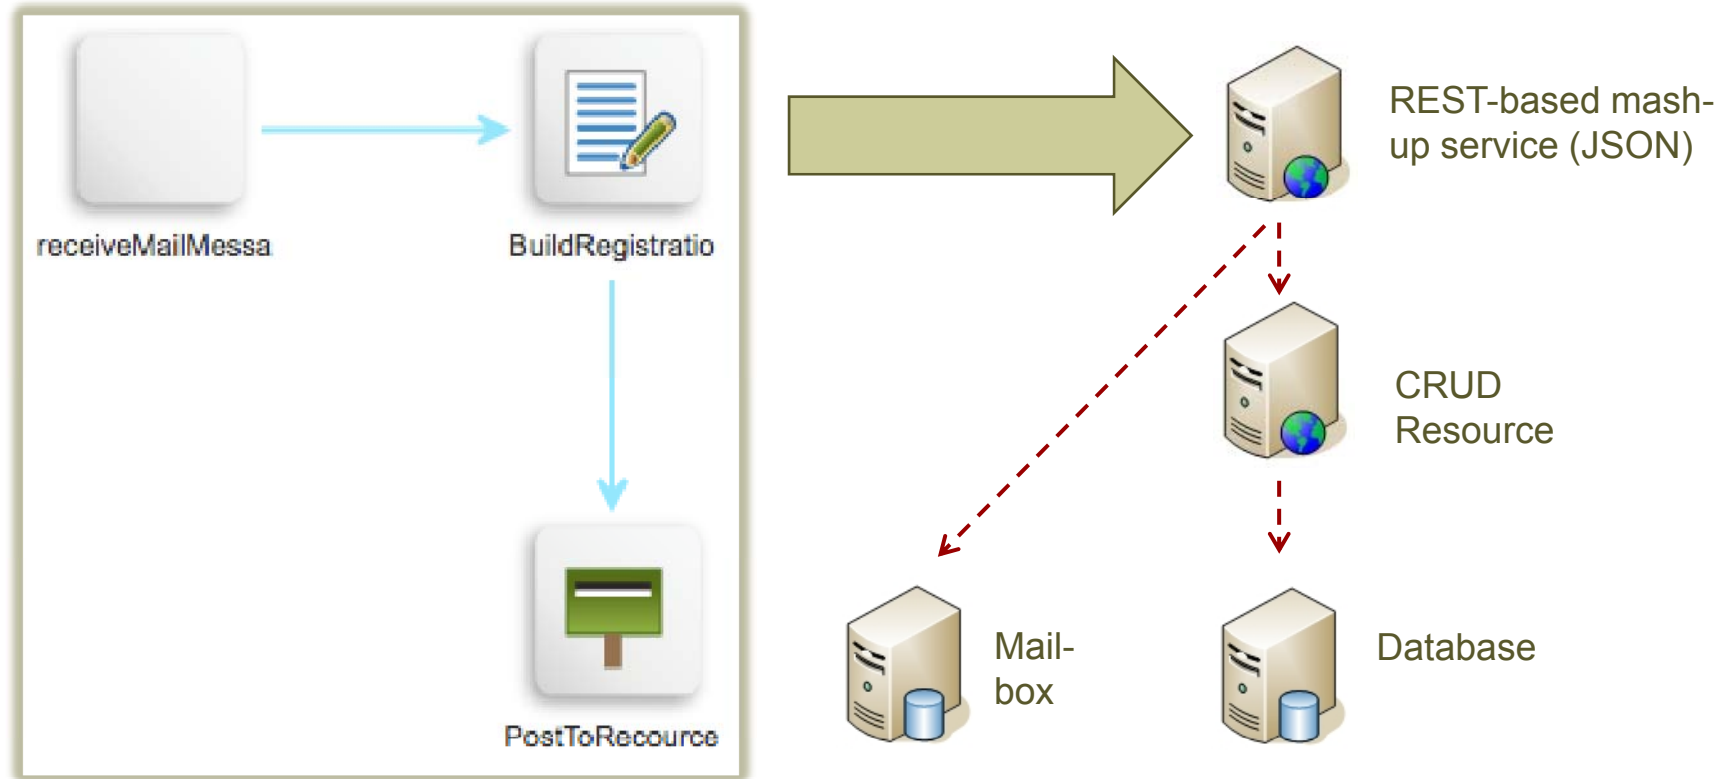 receiveMailMessa
BuildRegistratio
PostToRecource
REST-based mash-
up service (JSON)
CRUD
Resource
Mail-
box
Database